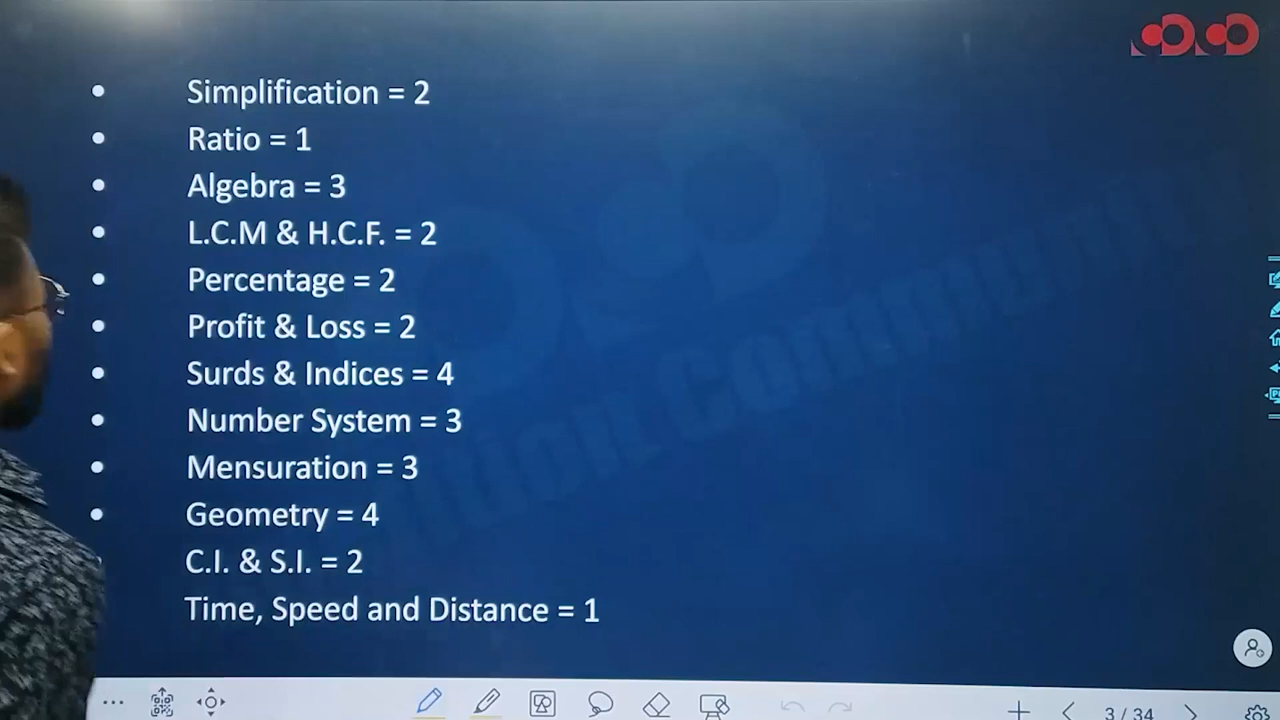 • Simplification = 2
• Ratio = 1
• Algebra = 3
• L.C.M & H.C.F. = 2
• Percentage = 2
• Profit & Loss = 2
• Surds & Indices = 4
• Number System = 3
• Mensuration = 3
• Geometry = 4
C.I. & S.I. = 2
Time, Speed and Distance = 1
3 / 34